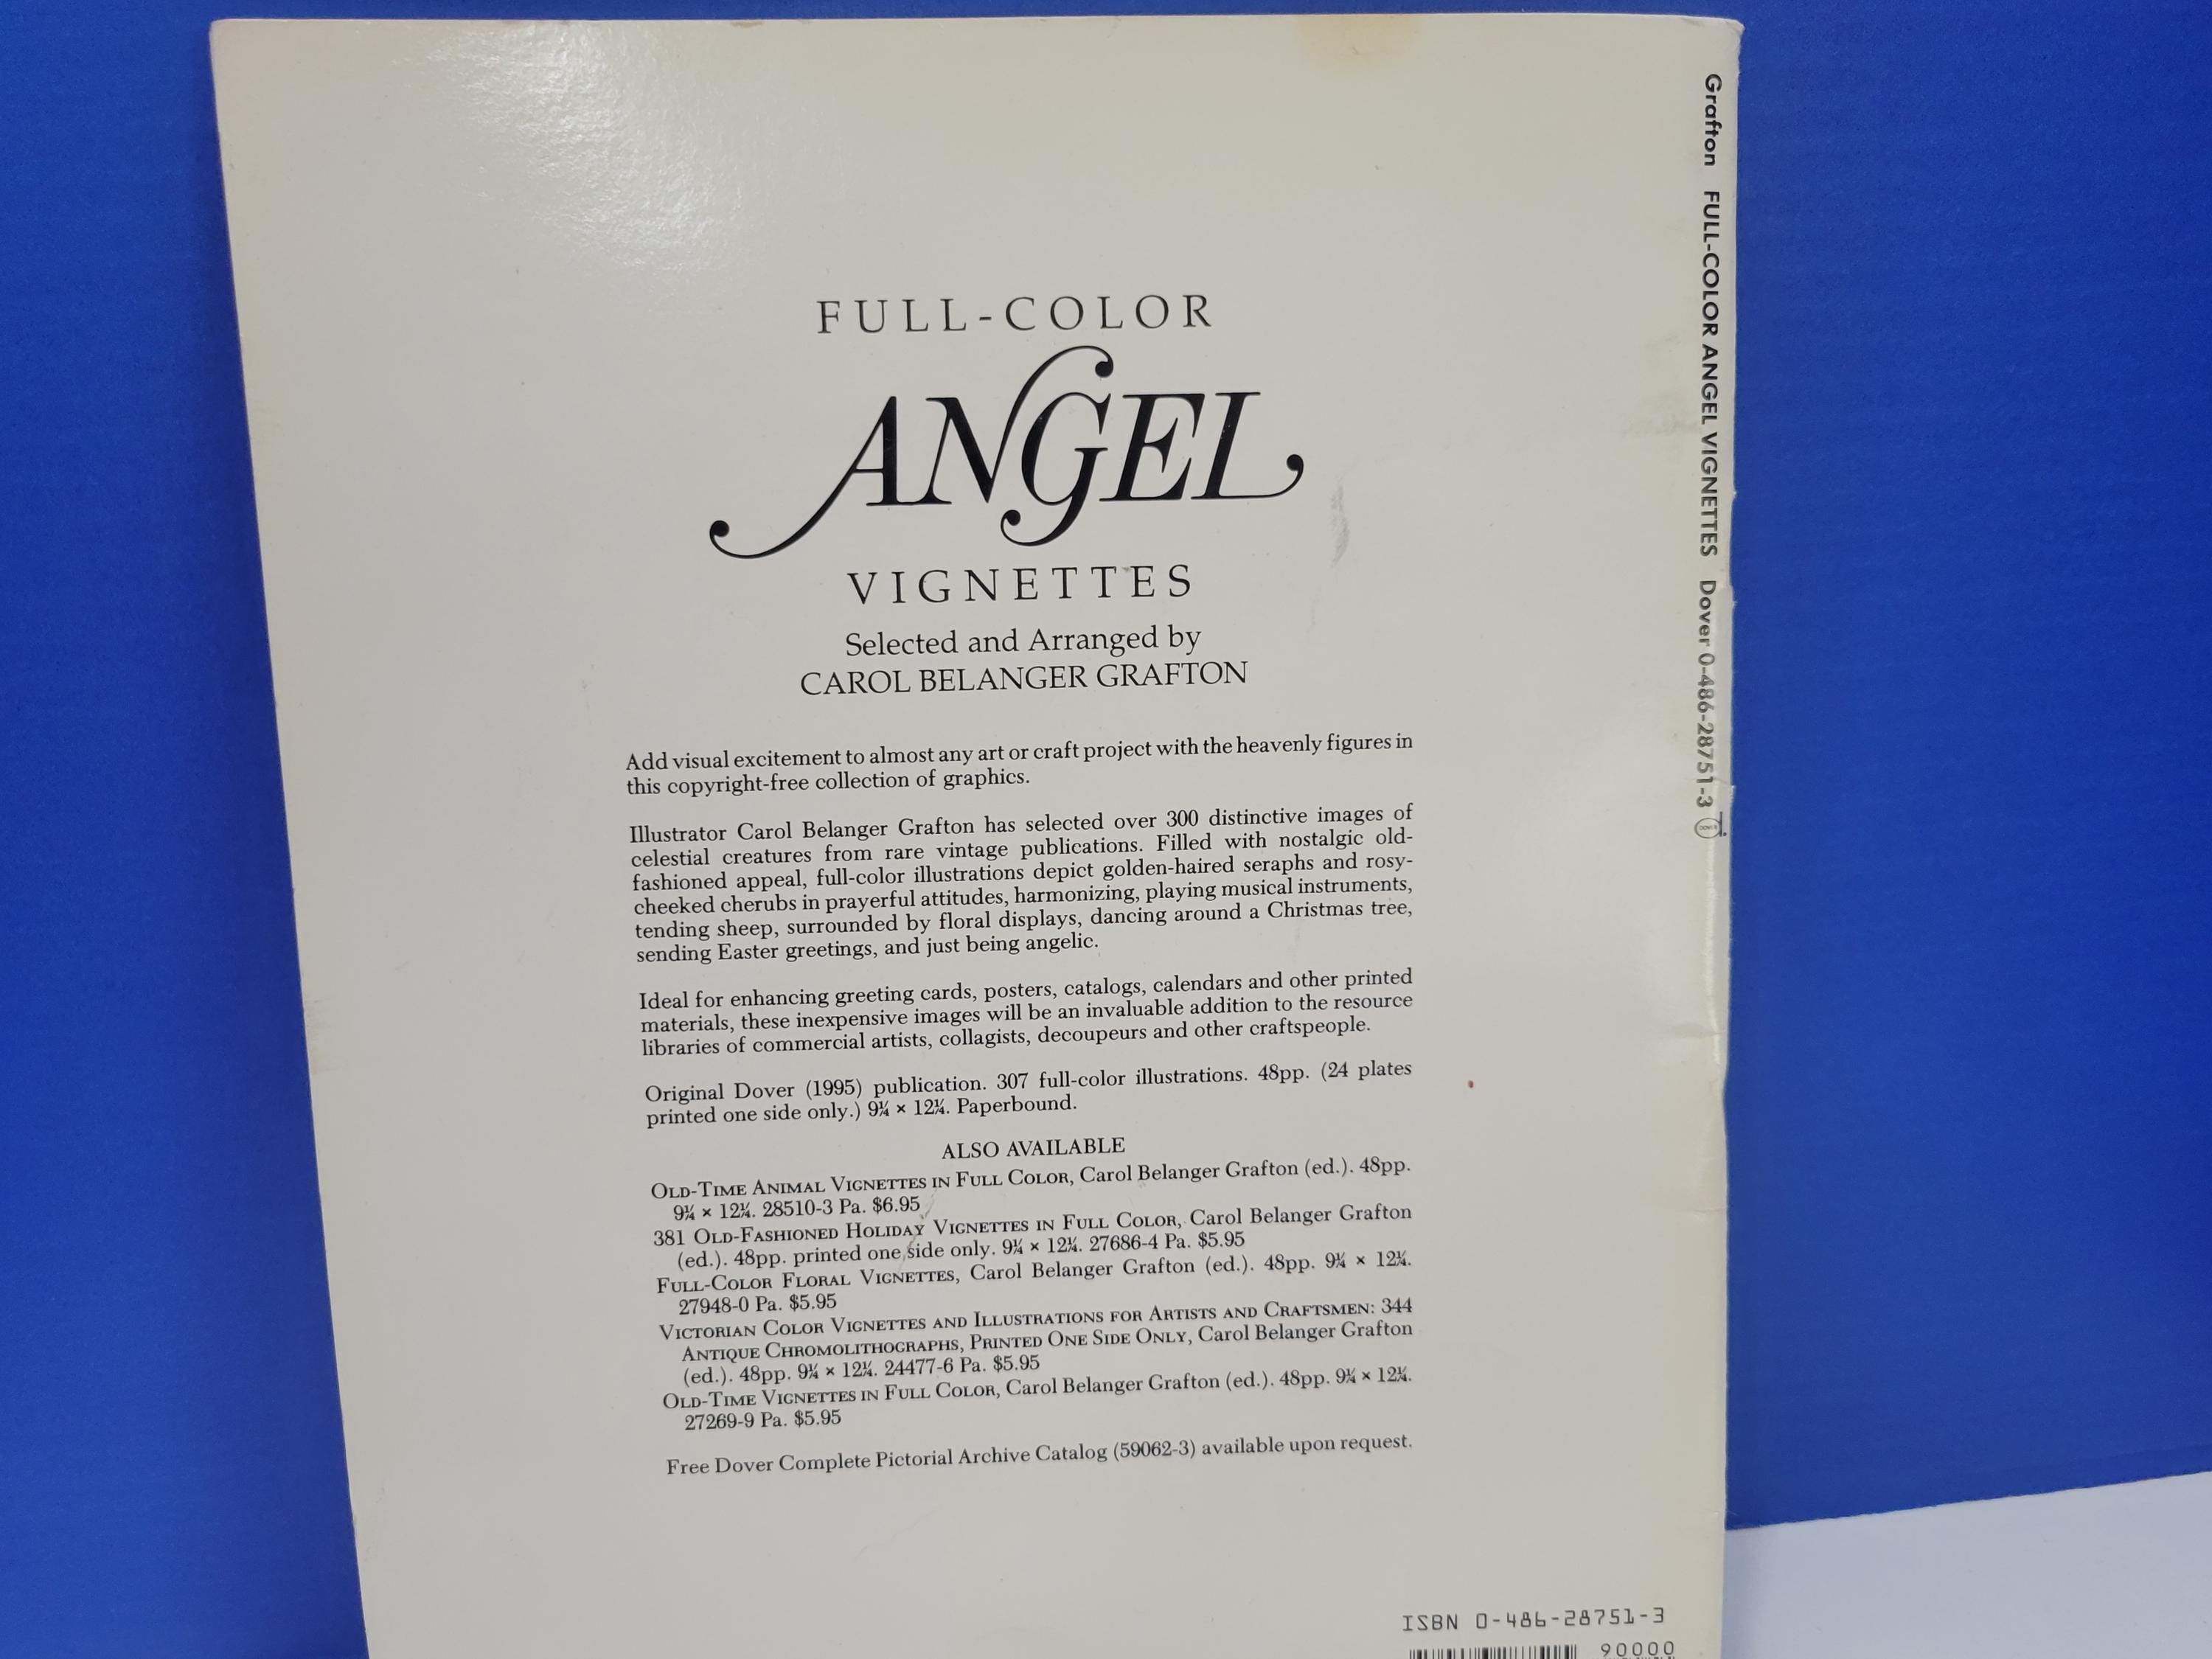 FULL-COLOR
ANGEL
VIGNETTES
Selected and Arranged by
CAROL BELANGER GRAFTON
Add visual excitement to almost any art or craft project with the heavenly figures in
this copyright-free collection of graphics.
Illustrator Carol Belanger Grafton has selected over 300 distinctive images of
celestial creatures from rare vintage publications. Filled with nostalgic old-
fashioned appeal, full-color illustrations depict golden-haired seraphs and rosy-
cheeked cherubs in prayerful attitudes, harmonizing, playing musical instruments,
tending sheep, surrounded by floral displays, dancing around a Christmas tree,
sending Easter greetings, and just being angelic.
Ideal for enhancing greeting cards, posters, catalogs, calendars and other printed
materials, these inexpensive images will be an invaluable addition to the resource
libraries of commercial artists, collagists, decoupeurs and other craftspeople.
Original Dover (1995) publication. 307 full-color illustrations. 48pp. (24 plates
printed one side only.) 9¼ × 12¼. Paperbound.
ALSO AVAILABLE
OLD-TIME ANIMAL VIGNETTES IN FULL COLOR, Carol Belanger Grafton (ed.). 48pp.
9¼ × 12¼. 28510-3 Pa. $6.95
381 OLD-FASHIONED HOLIDAY VIGNETTES IN FULL COLOR, Carol Belanger Grafton
(ed.). 48pp. printed one side only. 9¼ × 12¼. 27686-4 Pa. $5.95
FULL-COLOR FLORAL VIGNETTES, Carol Belanger Grafton (ed.). 48pp. 9¼ × 12¼.
27948-0 Pa. $5.95
VICTORIAN COLOR VIGNETTES AND ILLUSTRATIONS FOR ARTISTS AND CRAFTSMEN: 344
ANTIQUE CHROMOLITHOGRAPHS, PRINTED ONE SIDE ONLY, Carol Belanger Grafton
(ed.). 48pp. 9¼ × 12¼. 24477-6 Pa. $5.95
OLD-TIME VIGNETTES IN FULL COLOR, Carol Belanger Grafton (ed.). 48pp. 9¼ × 12¼.
27269-9 Pa. $5.95
Free Dover Complete Pictorial Archive Catalog (59062-3) available upon request.
ISBN 0-486-28751-3
90000
Grafton FULL-COLOR ANGEL VIGNETTES Dover 0-486-28751-3